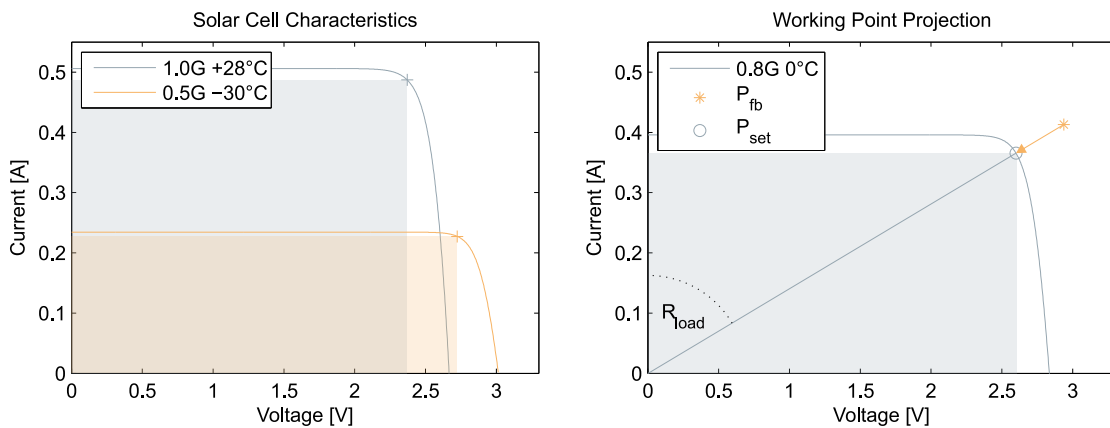 Solar Cell Characteristics
Current [A]
0.5
0.4
0.3
0.2
0.1
0
1.0G +28°C
0.5G −30°C
0 0.5 1 1.5 2 2.5 3
Voltage [V]
Working Point Projection
Current [A]
0.5
0.4
0.3
0.2
0.1
0
0.8G 0°C
P_fb
P_set
R_load
0 0.5 1 1.5 2 2.5 3
Voltage [V]